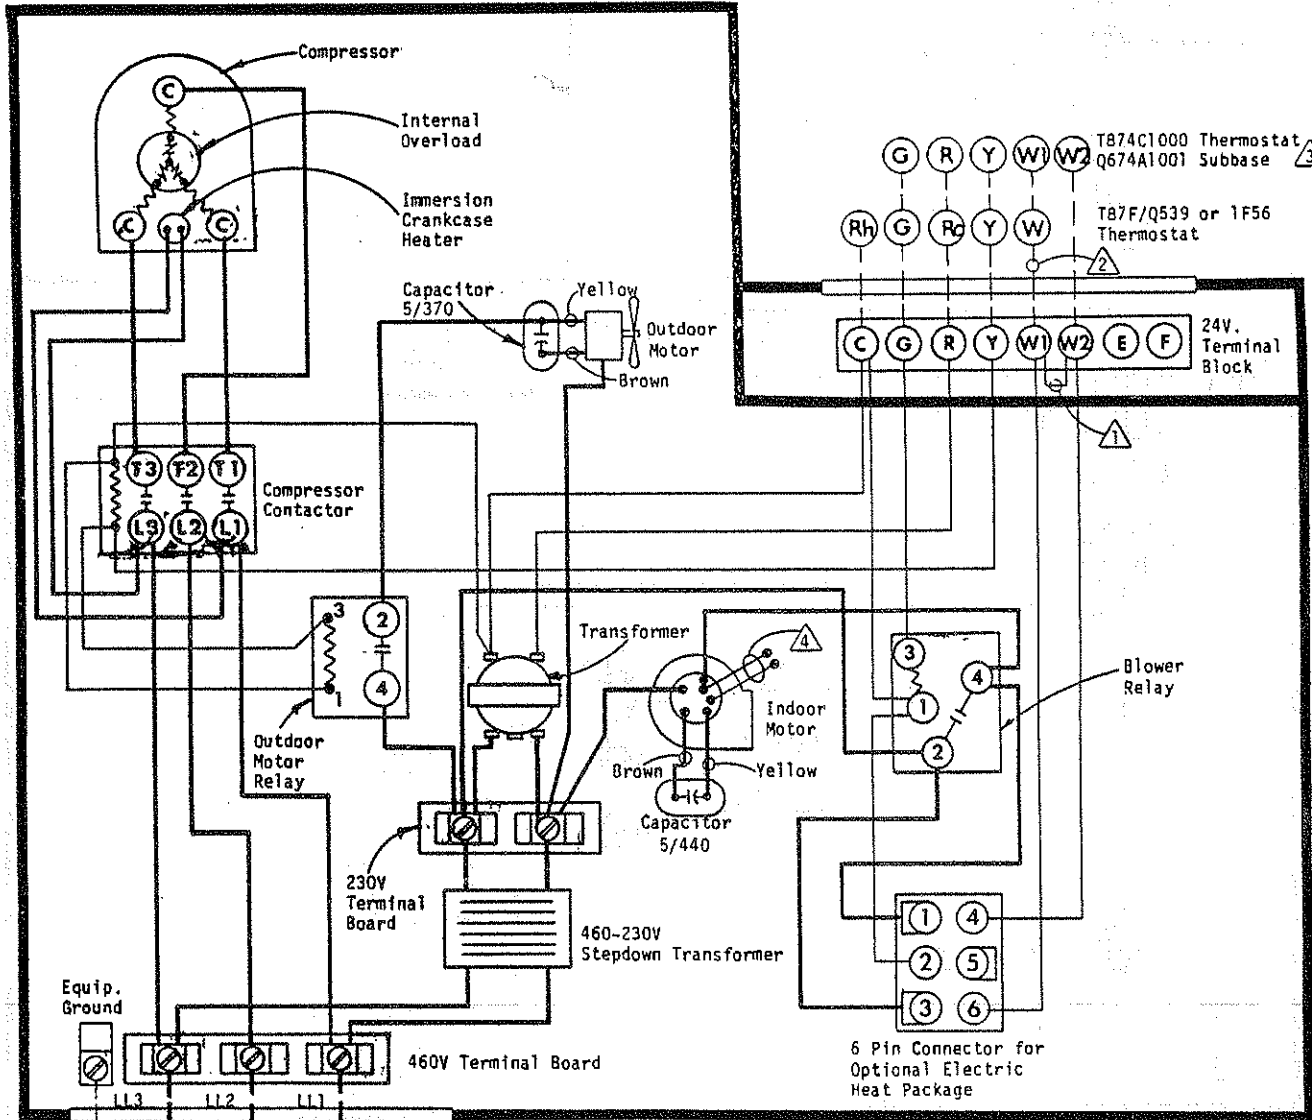 Compressor
C
Internal
Overload
Immersion
Crankcase
Heater
C
C
G R Y W1 W2
T874C1000 Thermostat
Q674A1001 Subbase
3
Rh G Rc Y W
T87F/Q539 or 1F56
Thermostat
2
Capacitor
5/370
Yellow
Outdoor
Motor
Brown
C G R Y W1 W2 E F
24V.
Terminal
Block
1
T3 T2 T1
L3 L2 L1
Compressor
Contactor
3
2
1
4
Outdoor
Motor
Relay
Transformer
4
Indoor
Motor
Brown
Yellow
Capacitor
5/440
3
4
1
2
Blower
Relay
230V
Terminal
Board
460-230V
Stepdown Transformer
1 4
2 5
3 6
6 Pin Connector for
Optional Electric
Heat Package
Equip.
Ground
460V Terminal Board
LL3 LL2 LL1